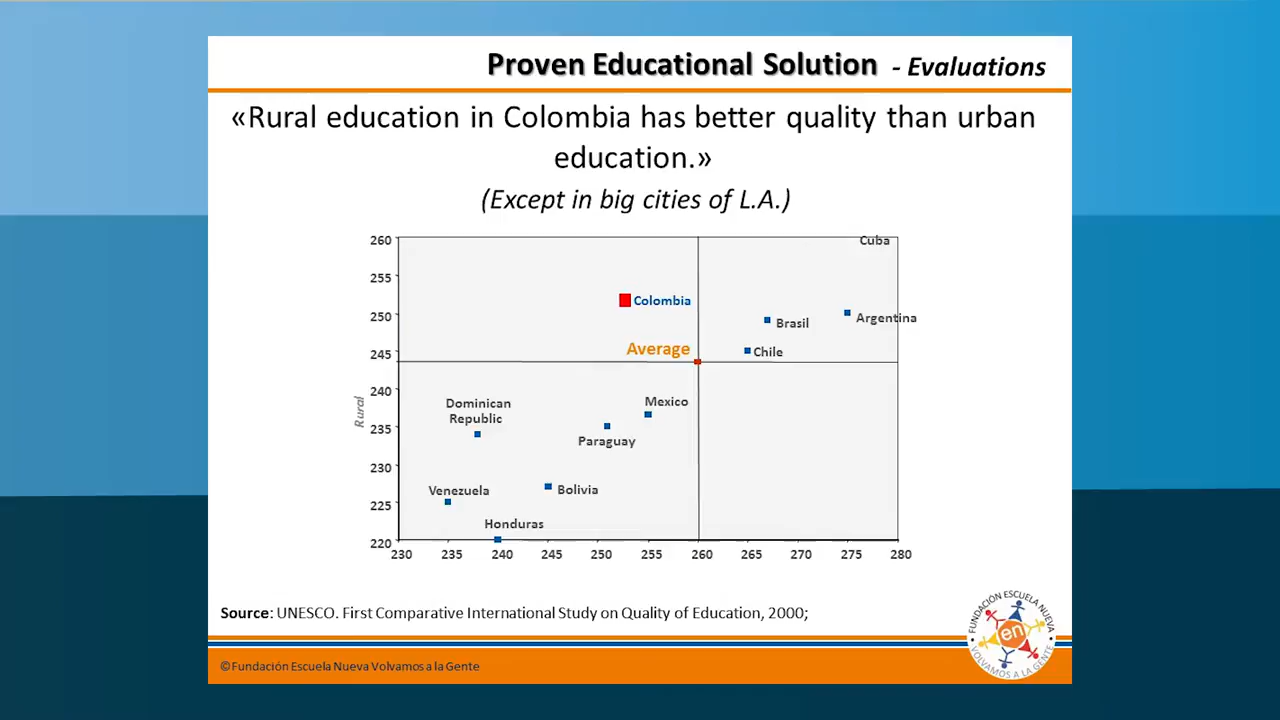 Proven Educational Solution - Evaluations
«Rural education in Colombia has better quality than urban
education.»
(Except in big cities of L.A.)
260
Cuba
255
Colombia
250
Brasil
Argentina
Average
245
Chile
240
Dominican
Republic
Mexico
Rural
235
Paraguay
230
Venezuela
Bolivia
225
Honduras
220
230 235 240 245 250 255 260 265 270 275 280
Source: UNESCO. First Comparative International Study on Quality of Education, 2000;
FUNDACIÓN ESCUELA NUEVA
en
VOLVAMOS A LA GENTE
©Fundación Escuela Nueva Volvamos a la Gente